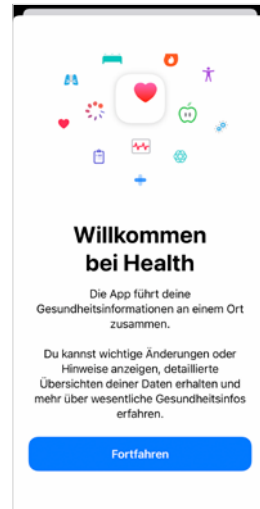 Willkommen
bei Health
Die App führt deine
Gesundheitsinformationen an einem Ort
zusammen.
Du kannst wichtige Änderungen oder
Hinweise anzeigen, detaillierte
Übersichten deiner Daten erhalten und
mehr über wesentliche Gesundheitsinfos
erfahren.
Fortfahren